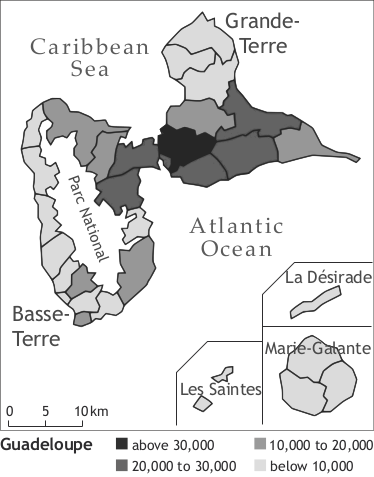 Grande-
Terre
Caribbean
Sea
Parc National
Atlantic
Ocean
La Désirade
Basse-
Terre
Marie-Galante
Les Saintes
0 5 10 km
Guadeloupe
above 30,000
10,000 to 20,000
20,000 to 30,000
below 10,000